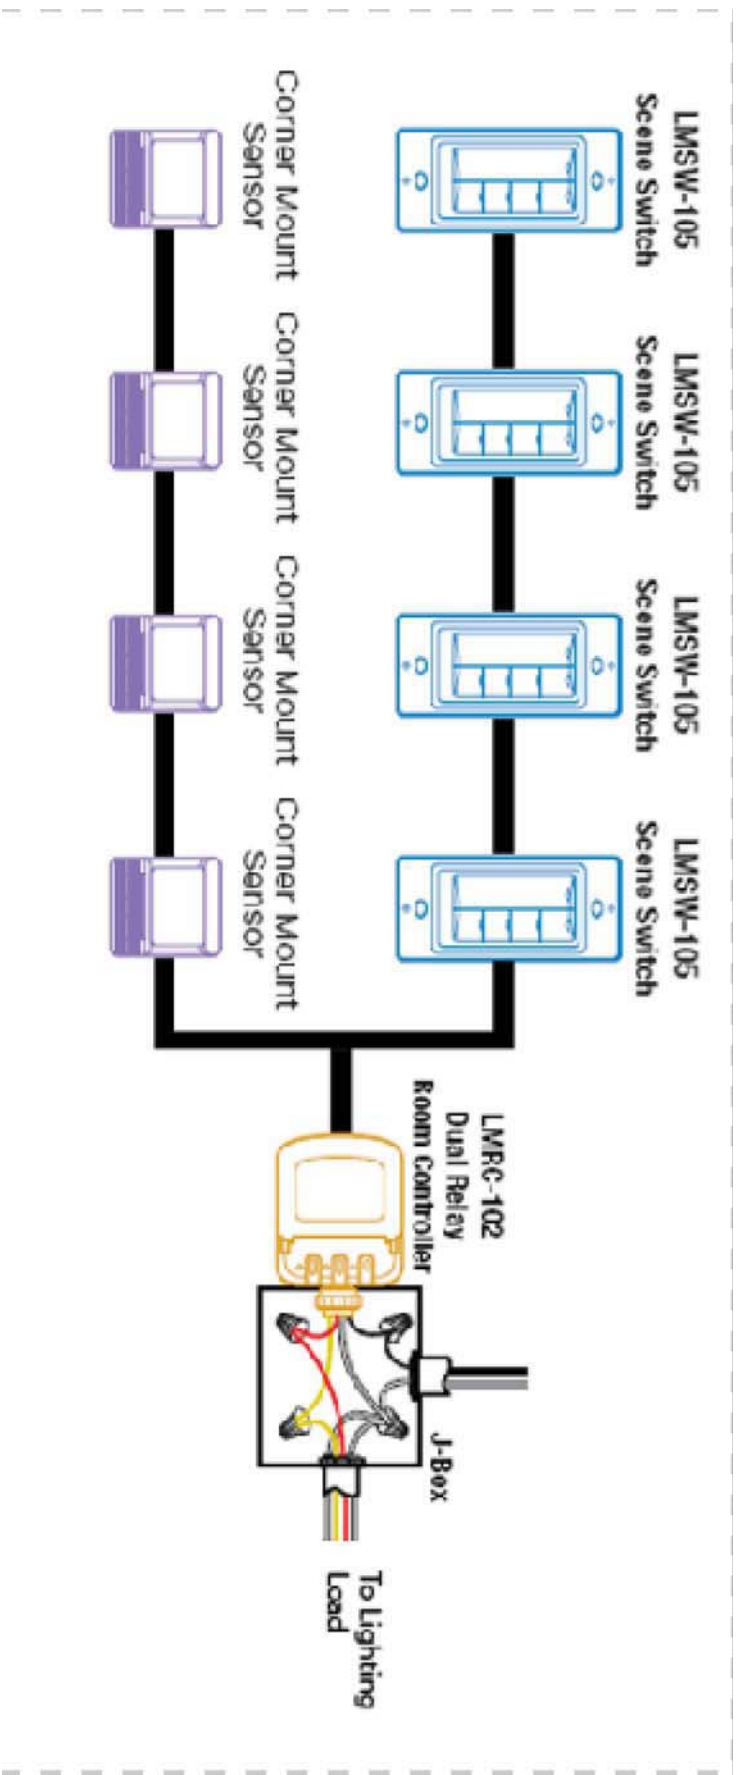 LMSW-105
Scene Switch
LMSW-105
Scene Switch
LMSW-105
Scene Switch
LMSW-105
Scene Switch
LMRC-102
Dual Relay
Room Controller
J-Box
To Lighting
Load
Corner Mount
Sensor
Corner Mount
Sensor
Corner Mount
Sensor
Corner Mount
Sensor